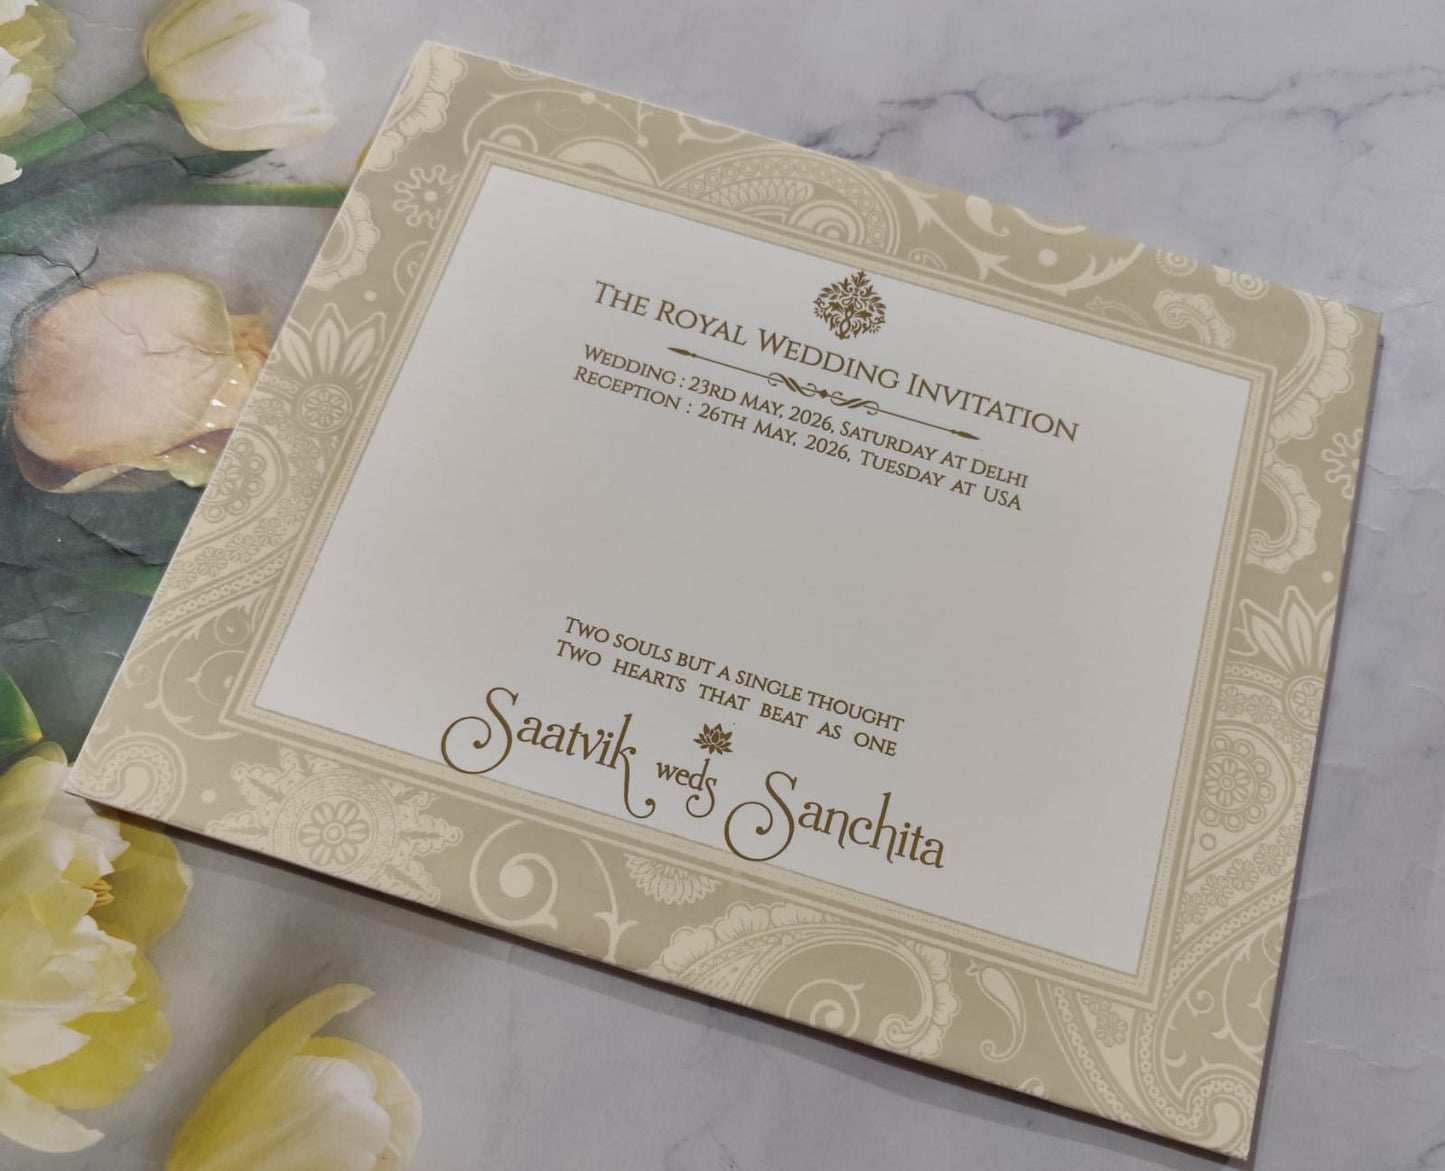 The Royal Wedding Invitation
Wedding : 23rd May, 2026, Saturday At Delhi
Reception : 26th May, 2026, Tuesday at USA
Two souls but a single thought
Two hearts that beat as one
Saatvik weds Sanchita